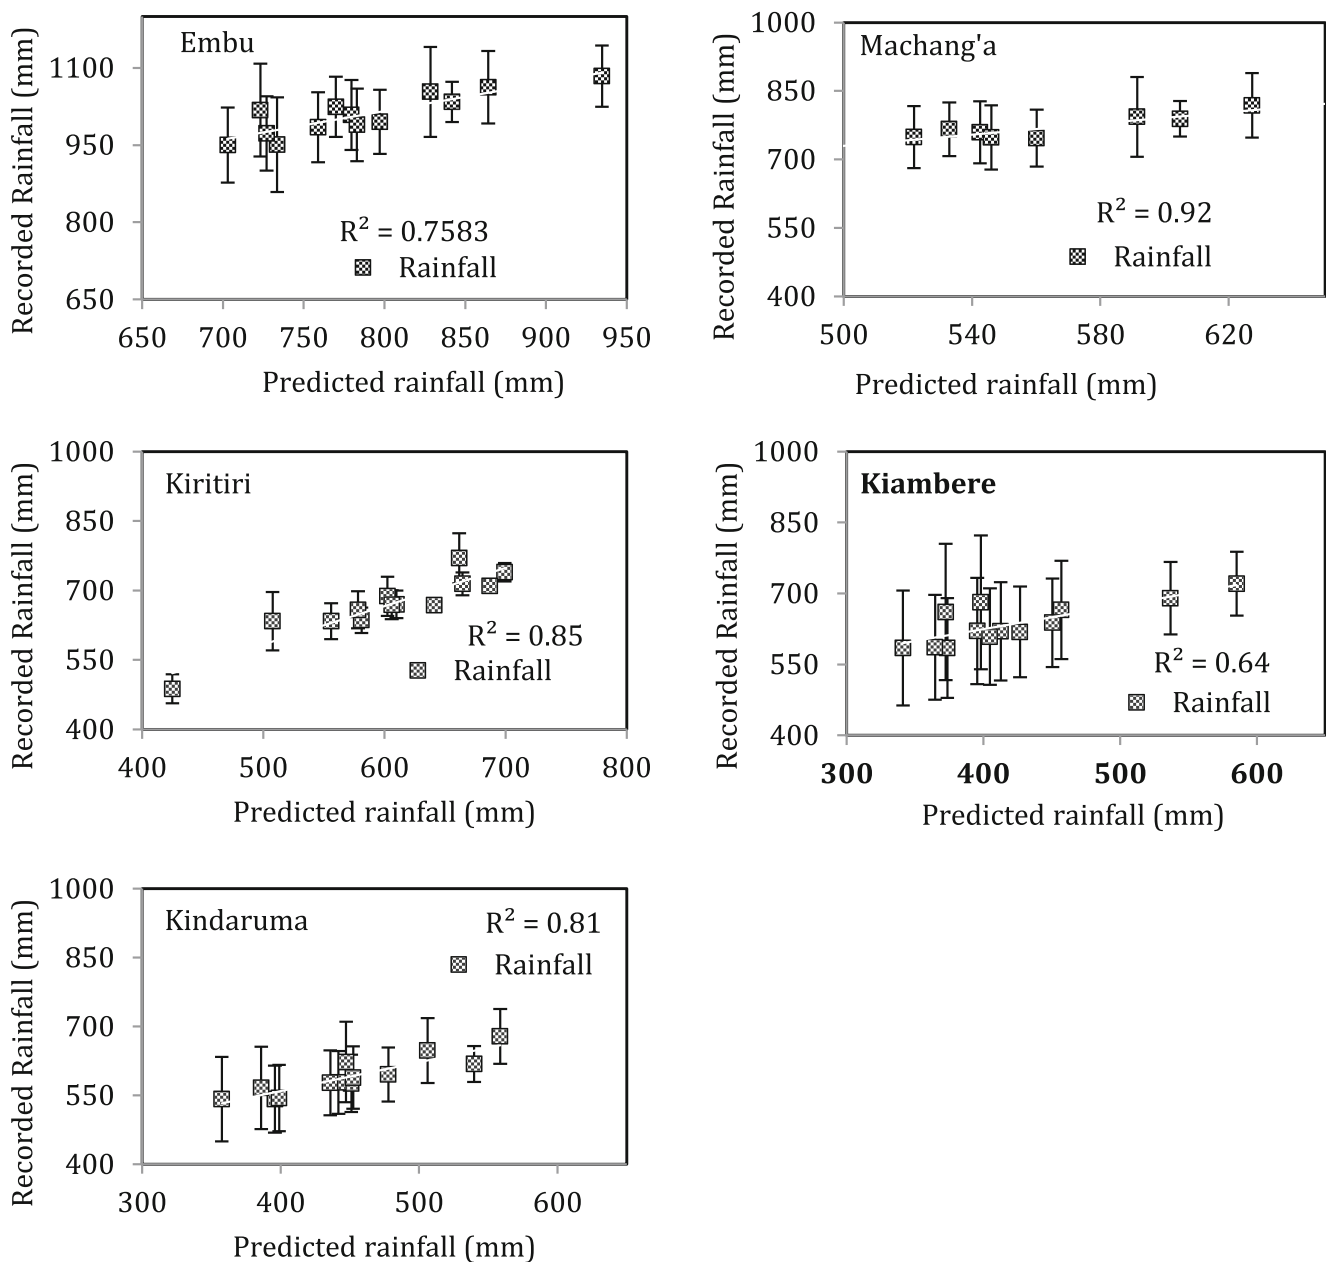 Embu
Recorded Rainfall (mm)
1100
950
800
650
R² = 0.7583
Rainfall
650 700 750 800 850 900 950
Predicted rainfall (mm)
Machang'a
Recorded Rainfall (mm)
1000
850
700
550
400
R² = 0.92
Rainfall
500 540 580 620
Predicted rainfall (mm)
Kiritiri
Recorded Rainfall (mm)
1000
850
700
550
400
R² = 0.85
Rainfall
400 500 600 700 800
Predicted rainfall (mm)
Kiambere
Recorded Rainfall (mm)
1000
850
700
550
400
R² = 0.64
Rainfall
300 400 500 600
Predicted rainfall (mm)
Kindaruma
Recorded Rainfall (mm)
1000
850
700
550
400
R² = 0.81
Rainfall
300 400 500 600
Predicted rainfall (mm)